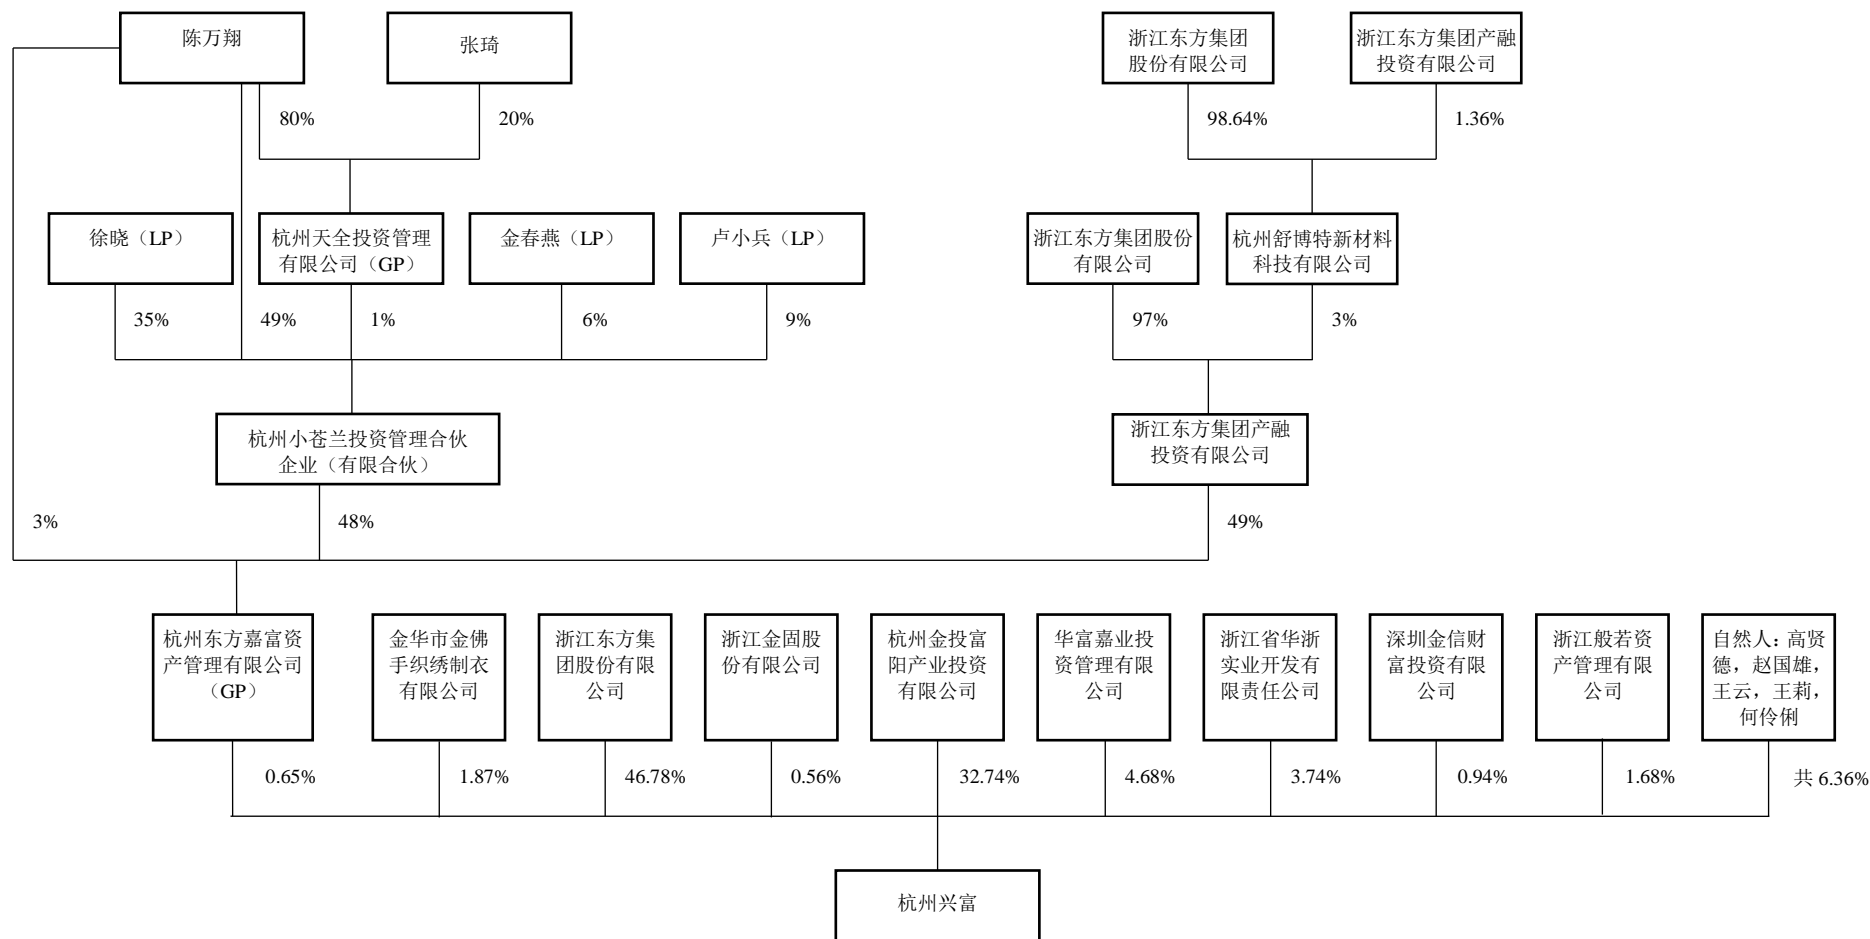 陈万翔
张琦
浙江东方集团
股份有限公司
浙江东方集团产融
投资有限公司
80%
20%
98.64%
1.36%
徐晓（LP）
杭州天全投资管理
有限公司（GP）
金春燕（LP）
卢小兵（LP）
浙江东方集团股份
有限公司
杭州舒博特新材料
科技有限公司
35%
49%
1%
6%
9%
97%
3%
杭州小苍兰投资管理合伙
企业（有限合伙）
浙江东方集团产融
投资有限公司
3%
48%
49%
杭州东方嘉富资
产管理有限公司
（GP）
金华市金佛
手织绣制衣
有限公司
浙江东方集
团股份有限
公司
浙江金固股
份有限公司
杭州金投富
阳产业投资
有限公司
华富嘉业投
资管理有限
公司
浙江省华浙
实业开发有
限责任公司
深圳金信财
富投资有限
公司
浙江般若资
产管理有限
公司
自然人：高贤
德，赵国雄，
王云，王莉，
何伶俐
0.65%
1.87%
46.78%
0.56%
32.74%
4.68%
3.74%
0.94%
1.68%
共 6.36%
杭州兴富